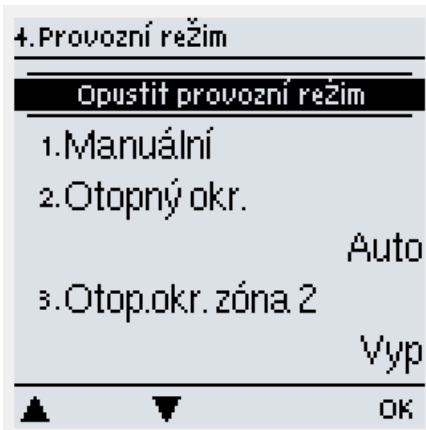 4.Provozní reŽim
Opustit provozní reŽim
1.Manuální
2.Otopný okr.
Auto
3.Otop.okr. zóna 2
Vyp
OK